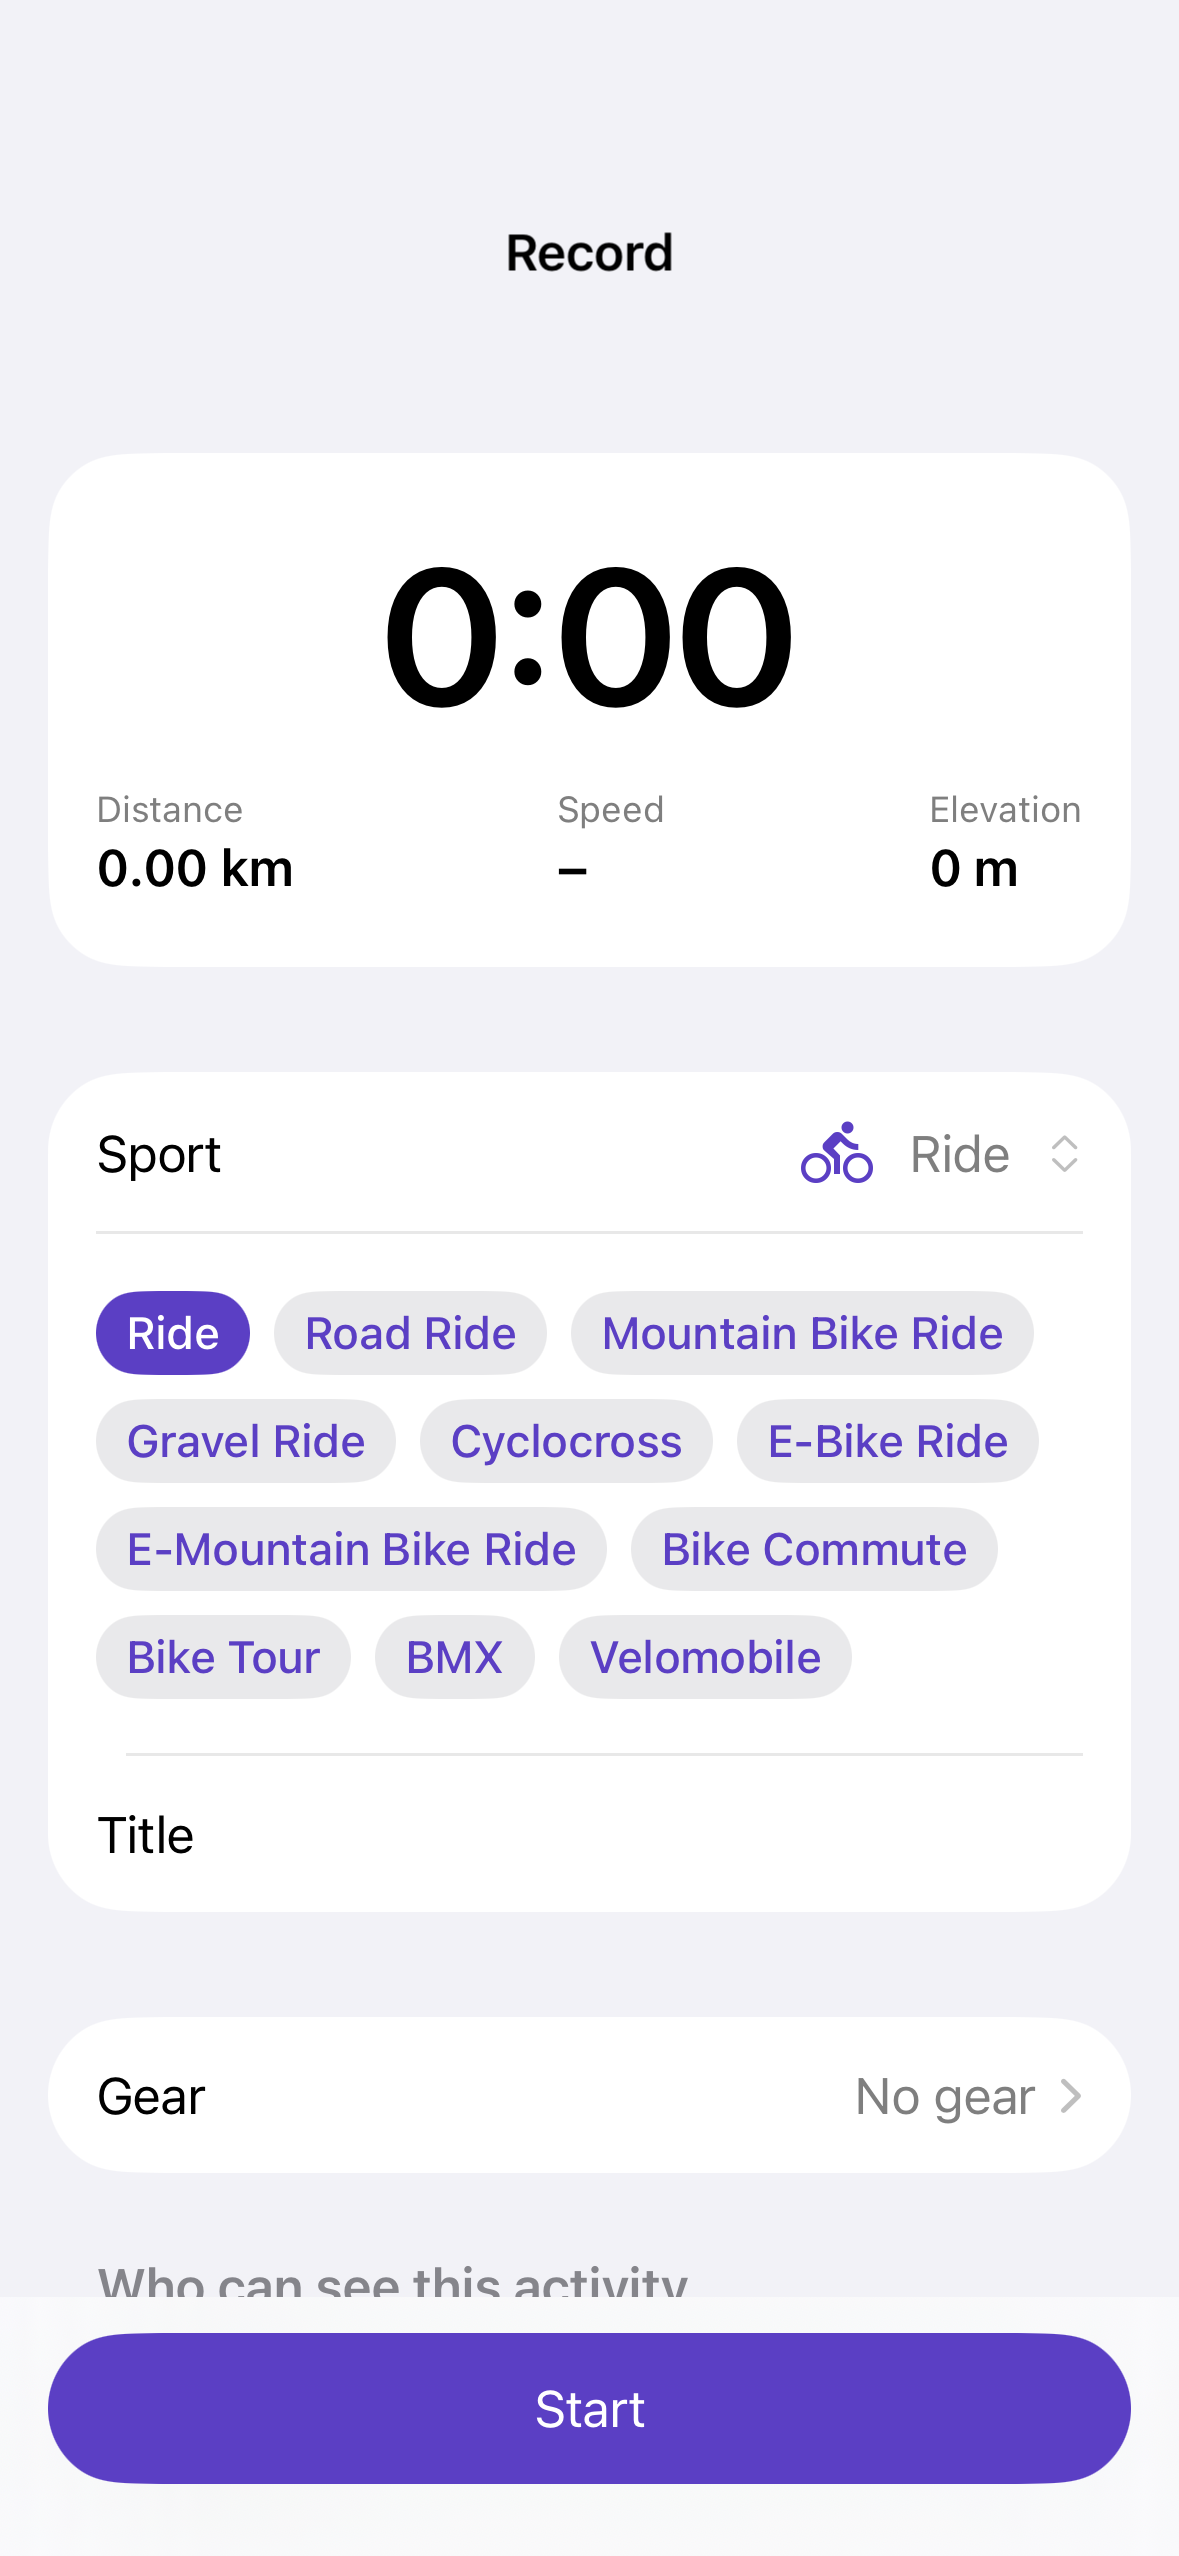 Record
0:00
Distance Speed Elevation
0.00 km – 0 m
Sport Ride
Ride Road Ride Mountain Bike Ride
Gravel Ride Cyclocross E-Bike Ride
E-Mountain Bike Ride Bike Commute
Bike Tour BMX Velomobile
Title
Gear No gear
Who can see this activity
Start